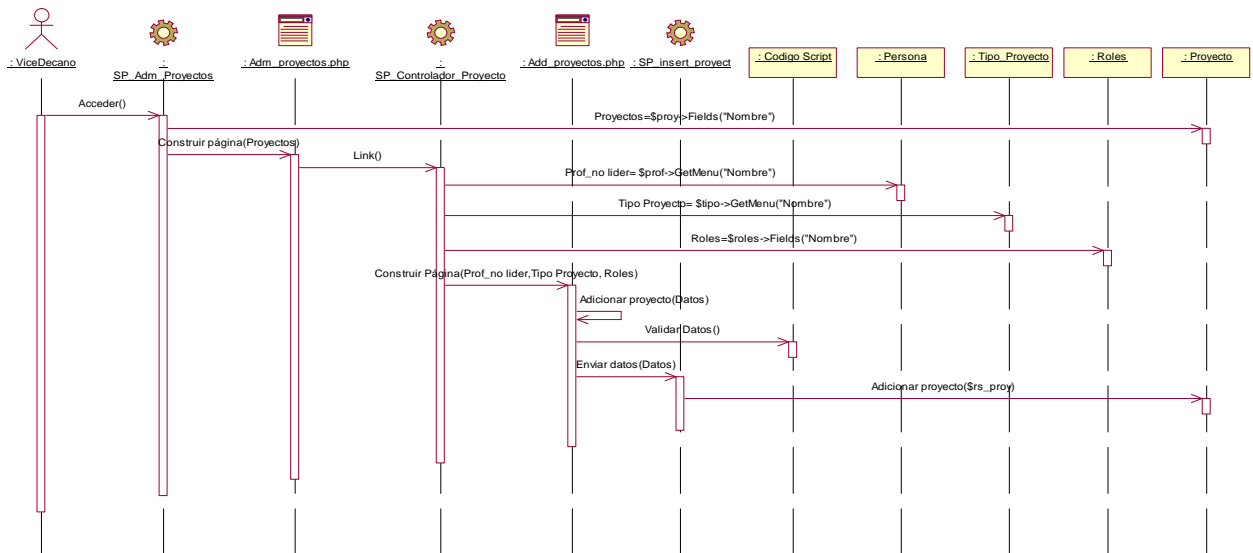 : ViceDecano
:
SP_Adm_Proyectos
: Adm_proyectos.php
:
SP_Controlador_Proyecto
: Add_proyectos.php
: SP_insert_proyect
: Codigo Script
: Persona
: Tipo_Proyecto
: Roles
: Proyecto
Acceder()
Proyectos=$proy->Fields("Nombre")
Construir página(Proyectos)
Link()
Prof_no lider= $prof->GetMenu("Nombre")
Tipo Proyecto= $tipo->GetMenu("Nombre")
Roles=$roles->Fields("Nombre")
Construir Página(Prof_no lider,Tipo Proyecto, Roles)
Adicionar proyecto(Datos)
Validar Datos()
Enviar datos(Datos)
Adicionar proyecto($rs_proy)